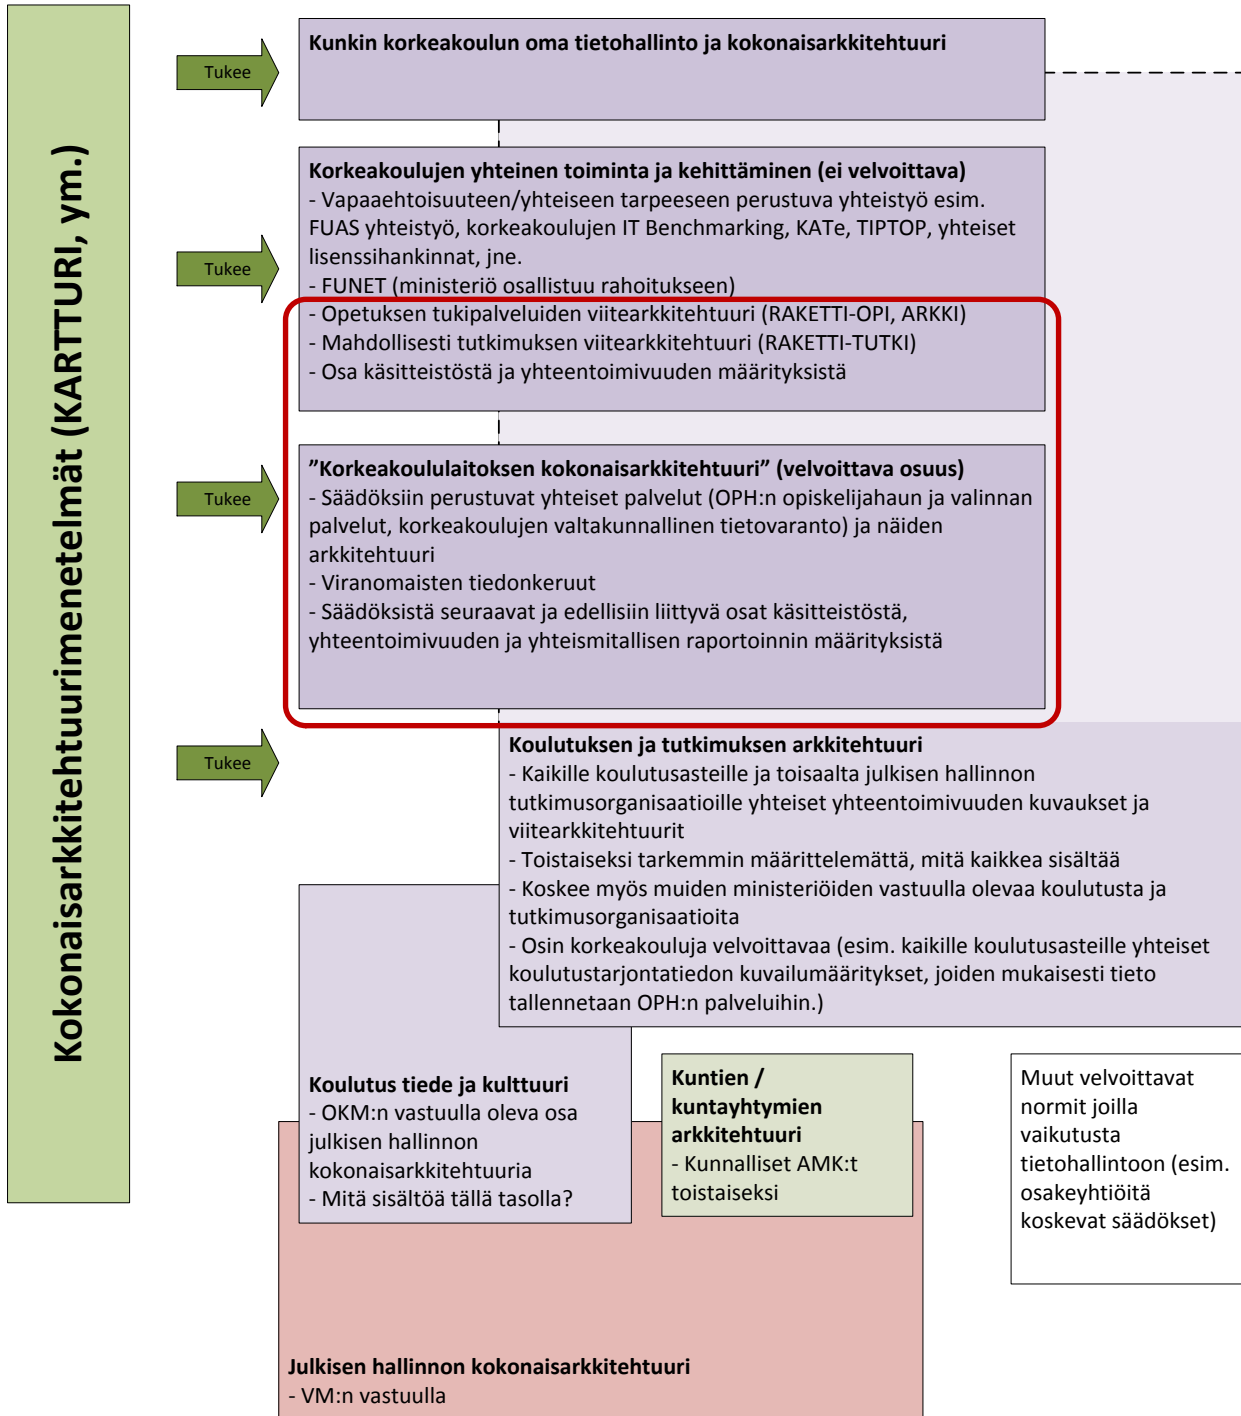 Kokonaisarkkitehtuurimenetelmät (KARTTURI, ym.)
Tukee
Kunkin korkeakoulun oma tietohallinto ja kokonaisarkkitehtuuri
Tukee
Korkeakoulujen yhteinen toiminta ja kehittäminen (ei velvoittava)
- Vapaaehtoisuuteen/yhteiseen tarpeeseen perustuva yhteistyö esim.
FUAS yhteistyö, korkeakoulujen IT Benchmarking, KATe, TIPTOP, yhteiset
lisenssihankinnat, jne.
- FUNET (ministeriö osallistuu rahoitukseen)
- Opetuksen tukipalveluiden viitearkkitehtuuri (RAKETTI-OPI, ARKKI)
- Mahdollisesti tutkimuksen viitearkkitehtuuri (RAKETTI-TUTKI)
- Osa käsitteistöstä ja yhteentoimivuuden määrityksistä
Tukee
”Korkeakoululaitoksen kokonaisarkkitehtuuri” (velvoittava osuus)
- Säädöksiin perustuvat yhteiset palvelut (OPH:n opiskelijahaun ja valinnan
palvelut, korkeakoulujen valtakunnallinen tietovaranto) ja näiden
arkkitehtuuri
- Viranomaisten tiedonkeruut
- Säädöksistä seuraavat ja edellisiin liittyvä osat käsitteistöstä,
yhteentoimivuuden ja yhteismitallisen raportoinnin määrityksistä
Tukee
Koulutuksen ja tutkimuksen arkkitehtuuri
- Kaikille koulutusasteille ja toisaalta julkisen hallinnon
tutkimusorganisaatioille yhteiset yhteentoimivuuden kuvaukset ja
viitearkkitehtuurit
- Toistaiseksi tarkemmin määrittelemättä, mitä kaikkea sisältää
- Koskee myös muiden ministeriöiden vastuulla olevaa koulutusta ja
tutkimusorganisaatioita
- Osin korkeakouluja velvoittavaa (esim. kaikille koulutusasteille yhteiset
koulutustarjontatiedon kuvailumääritykset, joiden mukaisesti tieto
tallennetaan OPH:n palveluihin.)
Koulutus tiede ja kulttuuri
- OKM:n vastuulla oleva osa
julkisen hallinnon
kokonaisarkkitehtuuria
- Mitä sisältöä tällä tasolla?
Kuntien /
kuntayhtymien
arkkitehtuuri
- Kunnalliset AMK:t
toistaiseksi
Muut velvoittavat
normit joilla
vaikutusta
tietohallintoon (esim.
osakeyhtiöitä
koskevat säädökset)
Julkisen hallinnon kokonaisarkkitehtuuri
- VM:n vastuulla